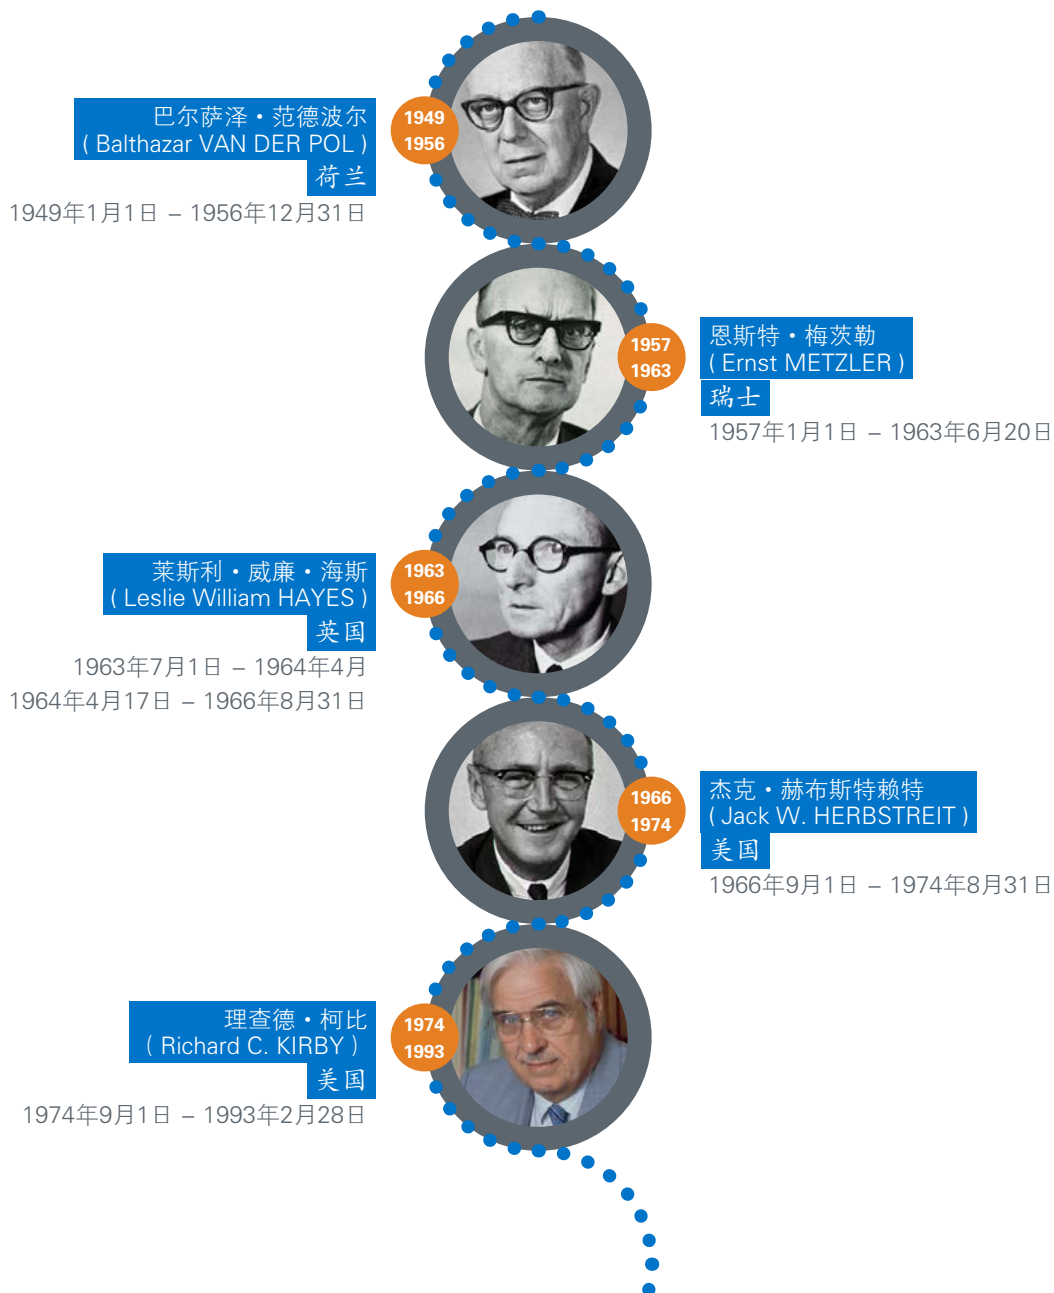 巴尔萨泽・范德波尔
( Balthazar VAN DER POL )
荷兰
1949年1月1日 – 1956年12月31日
1949
1956
1957
1963
恩斯特・梅茨勒
( Ernst METZLER )
瑞士
1957年1月1日 – 1963年6月20日
莱斯利・威廉・海斯
( Leslie William HAYES )
英国
1963年7月1日 – 1964年4月
1964年4月17日 – 1966年8月31日
1963
1966
1966
1974
杰克・赫布斯特赖特
( Jack W. HERBSTREIT )
美国
1966年9月1日 – 1974年8月31日
理查德・柯比
( Richard C. KIRBY )
美国
1974年9月1日 – 1993年2月28日
1974
1993